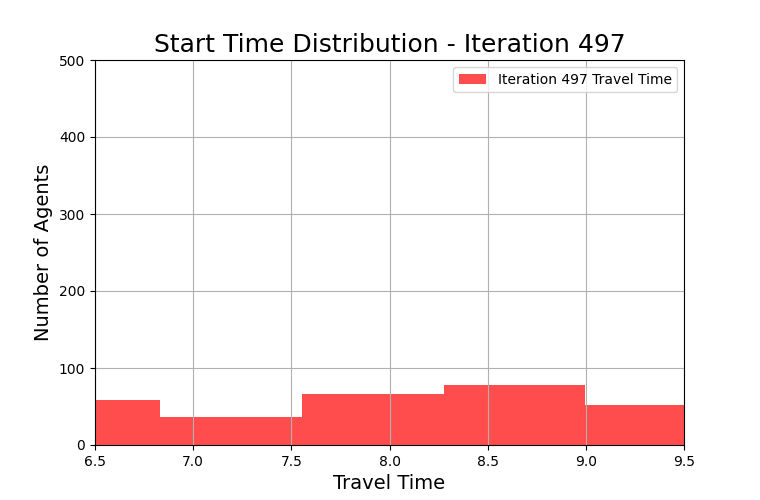 Start Time Distribution - Iteration 497
Iteration 497 Travel Time
Number of Agents
500
400
300
200
100
0
6.5 7.0 7.5 8.0 8.5 9.0 9.5
Travel Time